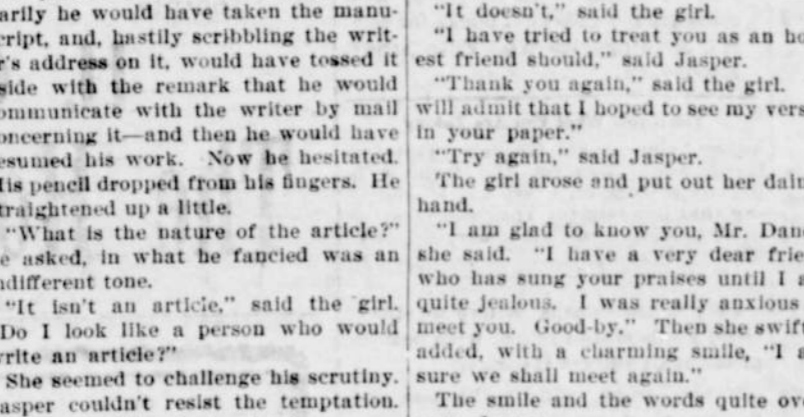 arily he would have taken the manu-
cript, and, hastily scribbling the writ-
r's address on it, would have tossed it
side with the remark that he would
ommunicate with the writer by mail
oncerning it—and then he would have
esumed his work. Now he hesitated.
lis pencil dropped from his fingers. He
traightened up a little.
"What is the nature of the article?"
e asked, in what he fancied was an
ndifferent tone.
"It isn't an article," said the girl.
Do I look like a person who would
write an article?"
She seemed to challenge his scrutiny.
asper couldn't resist the temptation.
"It doesn't," said the girl.
"I have tried to treat you as an ho
est friend should," said Jasper.
"Thank you again," said the girl.
will admit that I hoped to see my vers
in your paper."
"Try again," said Jasper.
The girl arose and put out her dain
hand.
"I am glad to know you, Mr. Dan
she said. "I have a very dear frie
who has sung your praises until I a
quite jealous. I was really anxious
meet you. Good-by." Then she swift
added, with a charming smile, "I a
sure we shall meet again."
The smile and the words quite ov